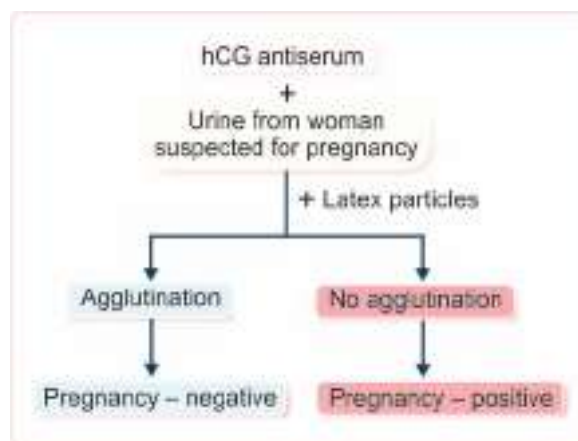 hCG antiserum
+
Urine from woman
suspected for pregnancy
+ Latex particles
Agglutination
No agglutination
Pregnancy – negative
Pregnancy – positive